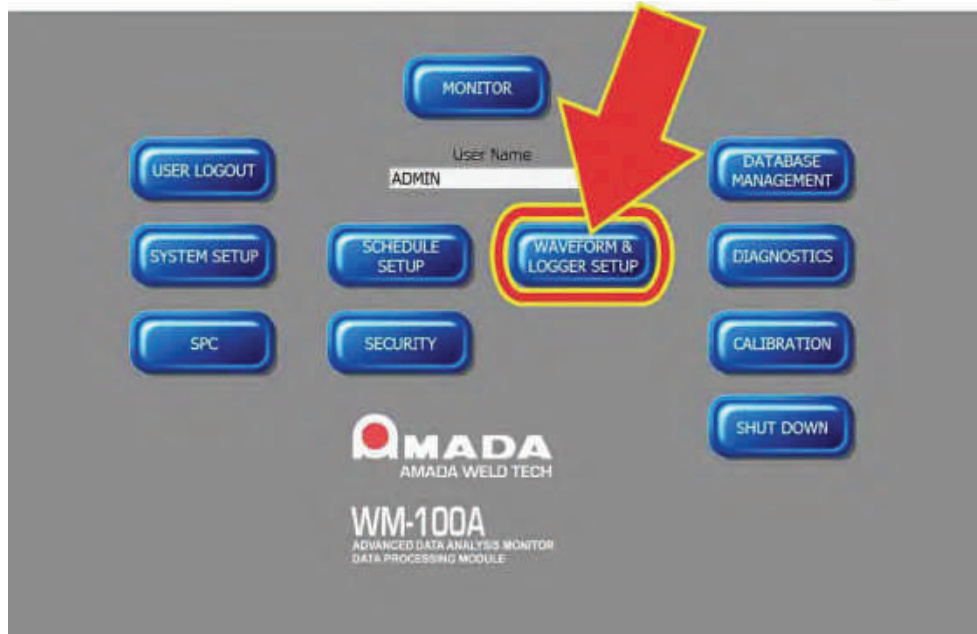 MONITOR
User Name
ADMIN
USER LOGOUT
DATABASE
MANAGEMENT
SYSTEM SETUP
SCHEDULE
SETUP
WAVEFORM &
LOGGER SETUP
DIAGNOSTICS
SPC
SECURITY
CALIBRATION
SHUT DOWN
AMADA
AMADA WELD TECH
WM-100A
ADVANCED DATA ANALYSIS MONITOR
DATA PROCESSING MODULE